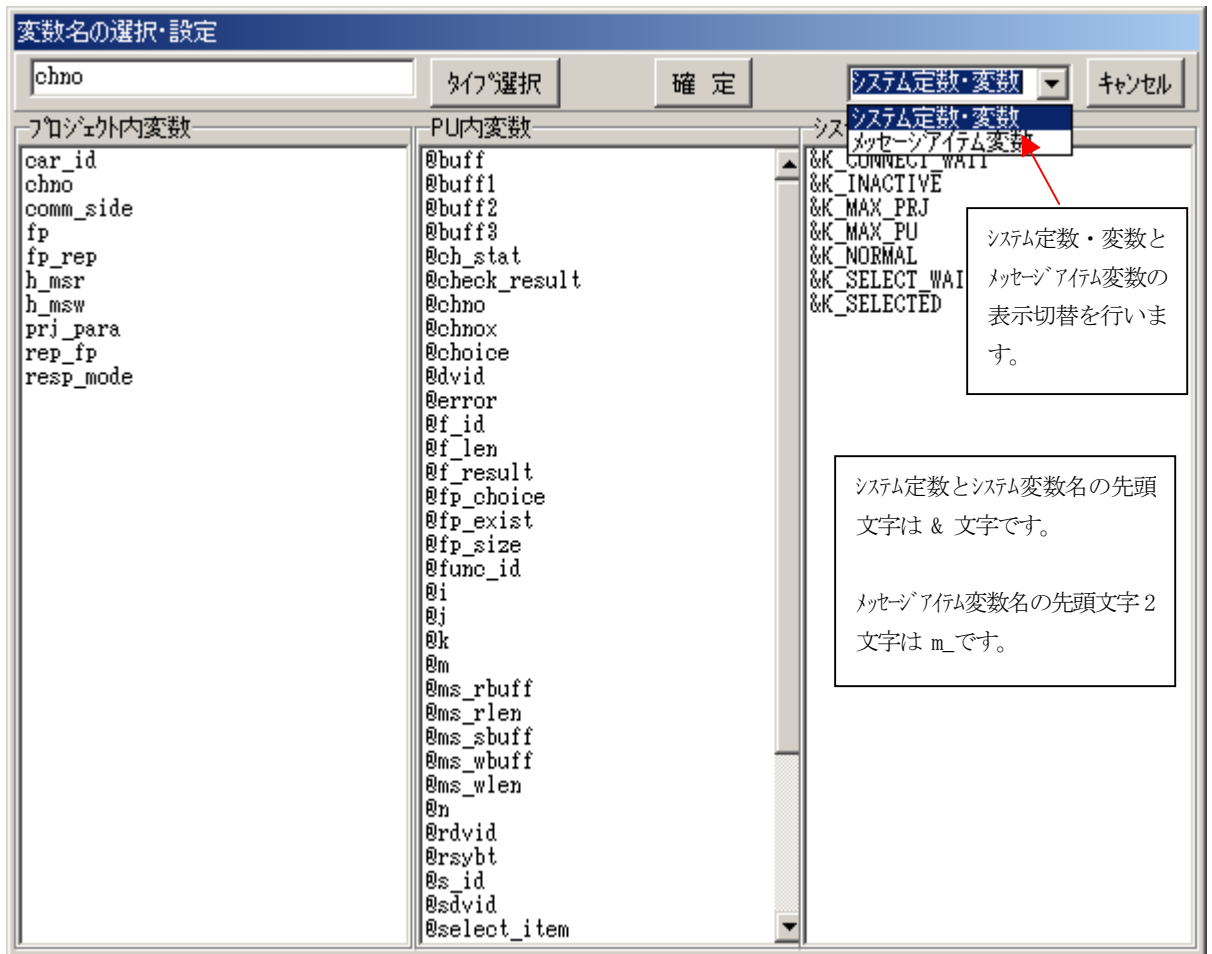 変数名の選択・設定
chno
ﾀｲﾌﾟ選択
確 定
ｼｽﾃﾑ定数・変数
ｷｬﾝｾﾙ
ｼｽﾃﾑ定数・変数
ﾒｯｾｰｼﾞｱｲﾃﾑ変数
ﾌﾟﾛｼﾞｪｸﾄ内変数
car_id
chno
comm_side
fp
fp_rep
h_msr
h_msw
prj_para
rep_fp
resp_mode
PU内変数
@buff
@buff1
@buff2
@buff3
@ch_stat
@check_result
@chno
@chnox
@choice
@dvid
@error
@f_id
@f_len
@f_result
@fp_choice
@fp_exist
@fp_size
@func_id
@i
@j
@k
@m
@ms_rbuff
@ms_rlen
@ms_sbuff
@ms_wbuff
@ms_wlen
@n
@rdvid
@rsybt
@s_id
@sdvid
@select_item
&K_CONNECT_WAIT
&K_INACTIVE
&K_MAX_PRJ
&K_MAX_PU
&K_NORMAL
&K_SELECT_WAI
&K_SELECTED
ｼｽﾃﾑ定数・変数と
ﾒｯｾｰｼﾞｱｲﾃﾑ変数の
表示切替を行いま
す。
ｼｽﾃﾑ定数とｼｽﾃﾑ変数名の先頭
文字は & 文字です。
ﾒｯｾｰｼﾞｱｲﾃﾑ変数名の先頭文字２
文字は m_です。